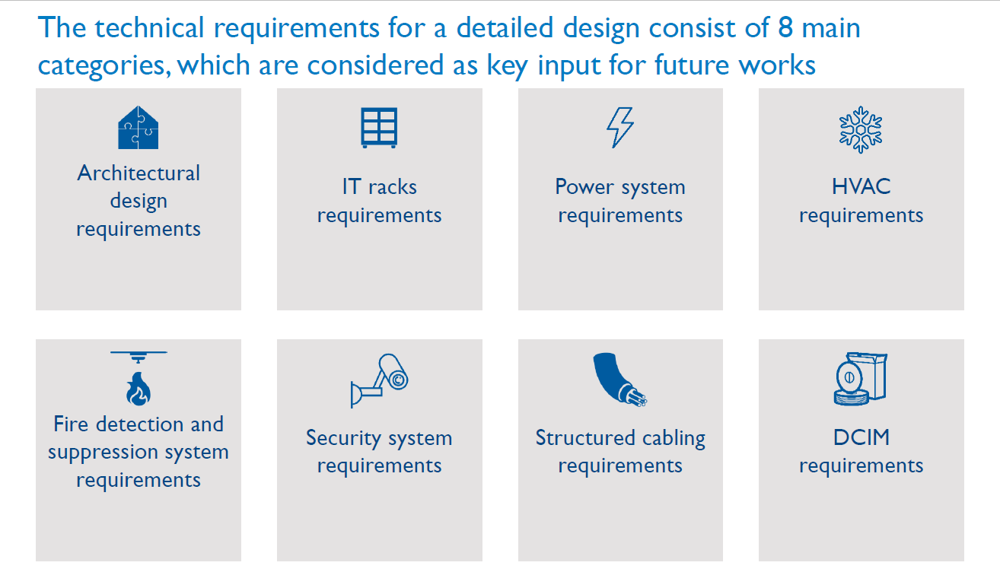 The technical requirements for a detailed design consist of 8 main
categories, which are considered as key input for future works
Architectural
design
requirements
IT racks
requirements
Power system
requirements
HVAC
requirements
Fire detection and
suppression system
requirements
Security system
requirements
Structured cabling
requirements
DCIM
requirements